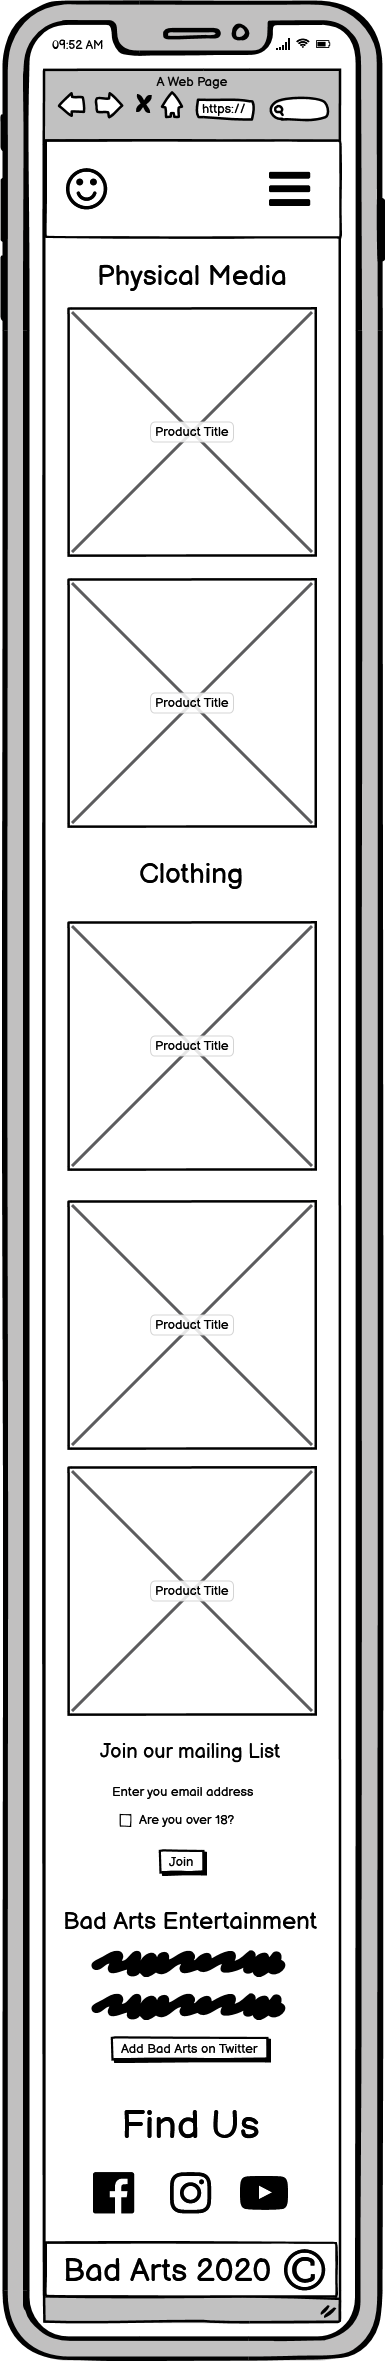 09:52 AM
A Web Page
https://
Physical Media
Product Title
Product Title
Clothing
Product Title
Product Title
Product Title
Join our mailing List
Enter you email address
Are you over 18?
Join
Bad Arts Entertainment
Add Bad Arts on Twitter
Find Us
Bad Arts 2020 ©